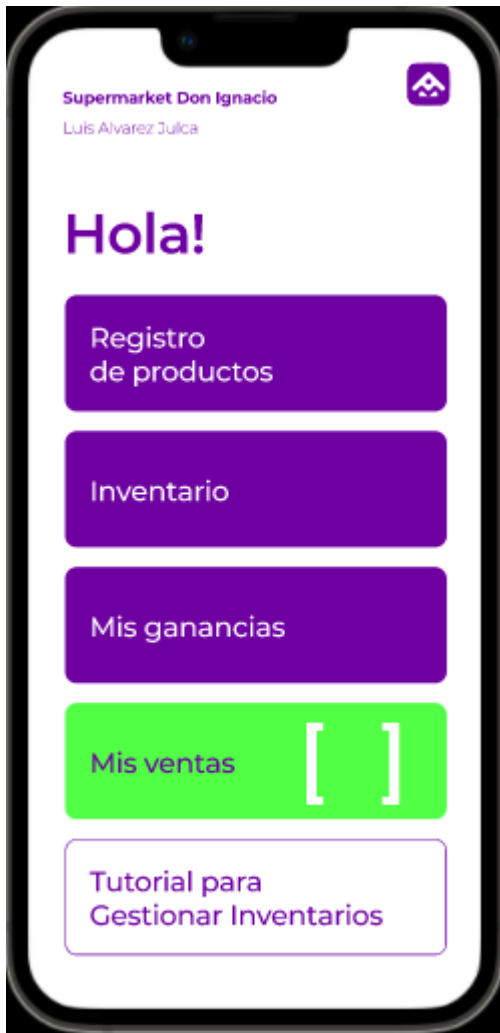 Supermarket Don Ignacio
Luis Alvarez Julca
Hola!
Registro
de productos
Inventario
Mis ganancias
Mis ventas [ ]
Tutorial para
Gestionar Inventarios